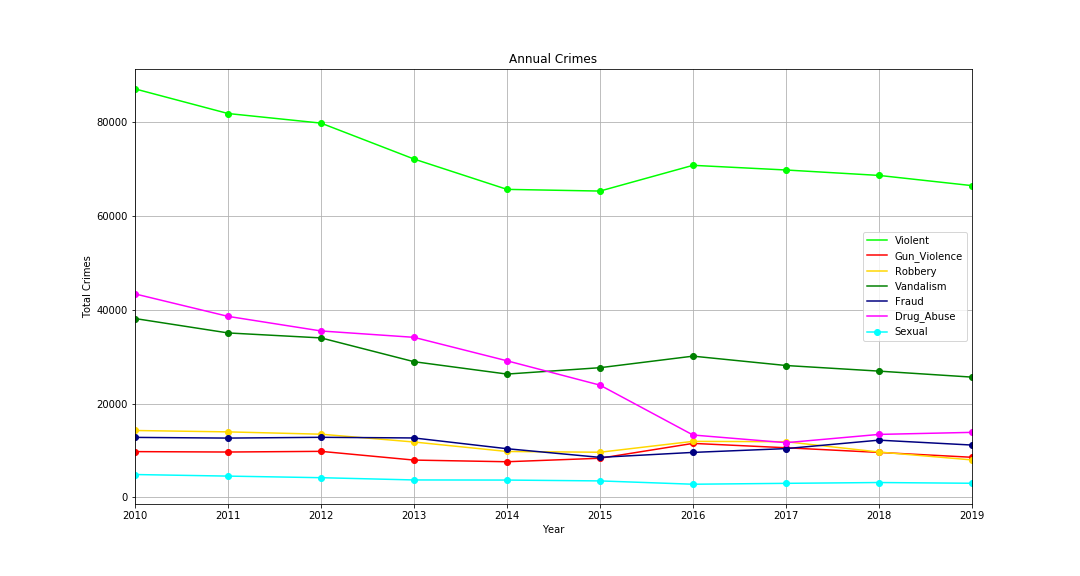 Annual Crimes
Total Crimes
80000
60000
40000
20000
0
Violent
Gun_Violence
Robbery
Vandalism
Fraud
Drug_Abuse
Sexual
2010 2011 2012 2013 2014 2015 2016 2017 2018 2019
Year